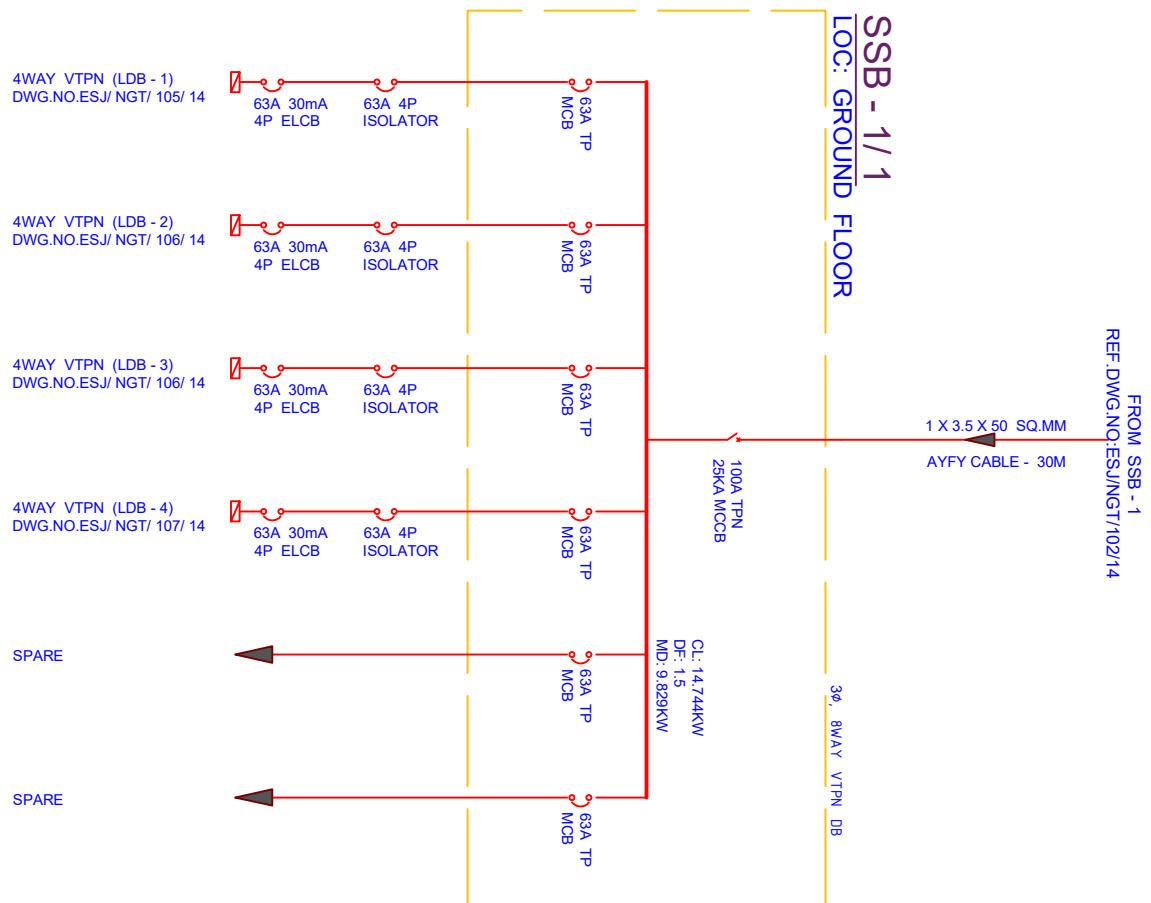 SSB - 1/ 1
LOC: GROUND FLOOR
4WAY VTPN (LDB - 1)
DWG.NO.ESJ/ NGT/ 105/ 14
63A 30mA
4P ELCB
63A 4P
ISOLATOR
63A TP
MCB
4WAY VTPN (LDB - 2)
DWG.NO.ESJ/ NGT/ 106/ 14
63A 30mA
4P ELCB
63A 4P
ISOLATOR
63A TP
MCB
4WAY VTPN (LDB - 3)
DWG.NO.ESJ/ NGT/ 106/ 14
63A 30mA
4P ELCB
63A 4P
ISOLATOR
63A TP
MCB
4WAY VTPN (LDB - 4)
DWG.NO.ESJ/ NGT/ 107/ 14
63A 30mA
4P ELCB
63A 4P
ISOLATOR
63A TP
MCB
SPARE
63A TP
MCB
SPARE
63A TP
MCB
100A TPN
25KA MCCB
CL: 14.744KW
DF: 1.5
MD: 9.829KW
3ø, 8WAY VTPN DB
1 X 3.5 X 50 SQ.MM
AYFY CABLE - 30M
FROM SSB - 1
REF.DWG.NO:ESJ/NGT/102/14